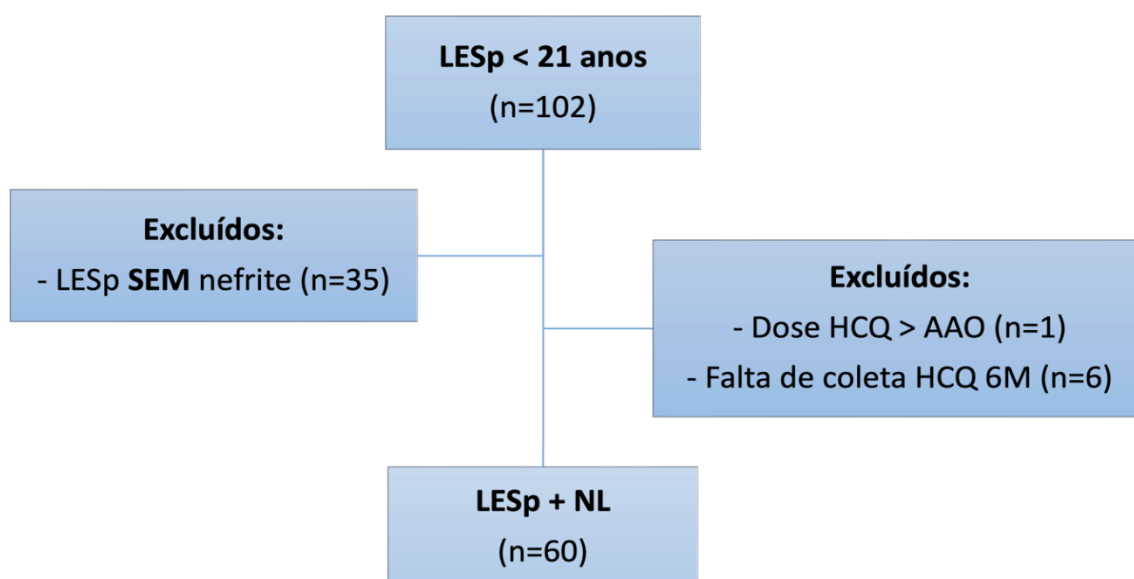 LESp < 21 anos
(n=102)
Excluídos:
- LESp SEM nefrite (n=35)
Excluídos:
- Dose HCQ > AAO (n=1)
- Falta de coleta HCQ 6M (n=6)
LESp + NL
(n=60)